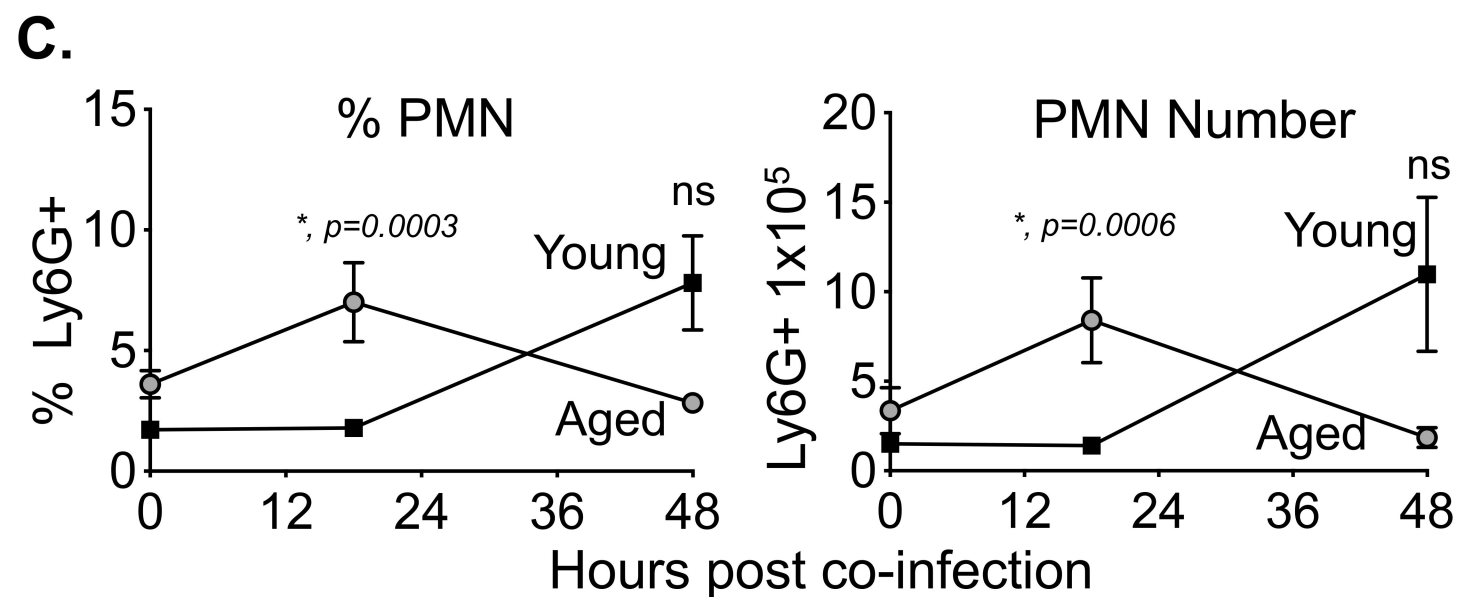 C.
% PMN
15
10
5
0
% Ly6G+
*, p=0.0003
ns
Young
Aged
0 12 24 36 48
PMN Number
20
15
10
5
0
Ly6G+ 1x10⁵
*, p=0.0006
ns
Young
Aged
0 12 24 36 48
Hours post co-infection